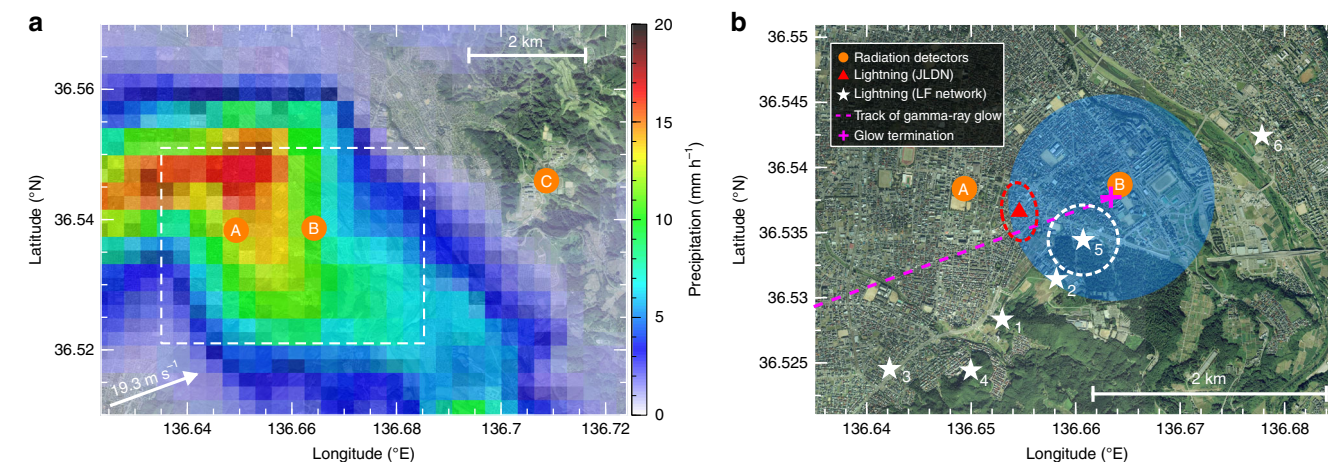 a
20
2 km
36.56
15
C
Latitude (°N)
36.54
A
B
10
Precipitation (mm h⁻¹)
5
36.52
19.3 m s⁻¹
0
136.64
136.66
136.68
136.7
136.72
Longitude (°E)
b
36.55
Radiation detectors
Lightning (JLDN)
Lightning (LF network)
Track of gamma-ray glow
Glow termination
36.545
6
36.54
A
B
Latitude (°N)
36.535
5
2
36.53
1
36.525
3
4
2 km
136.64
136.65
136.66
136.67
136.68
Longitude (°E)